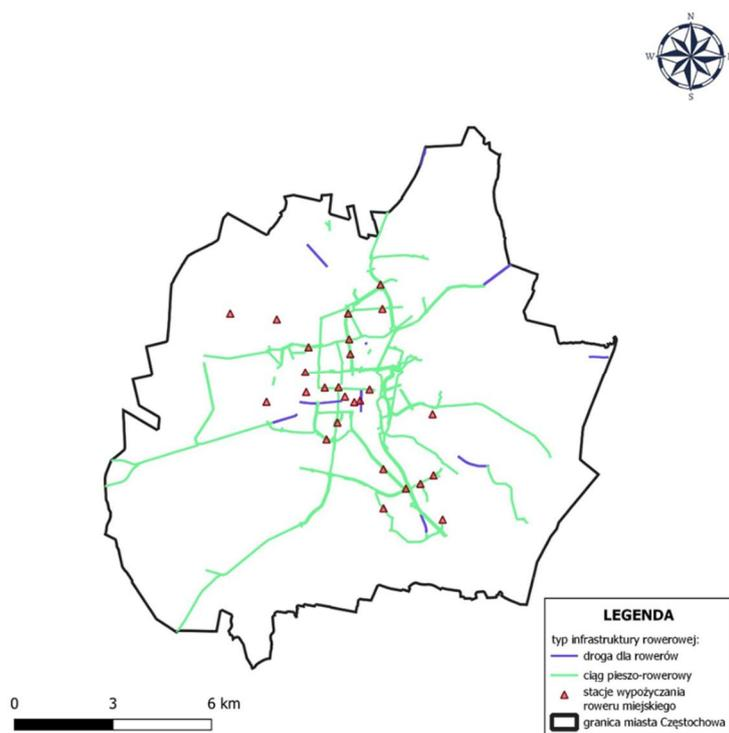 N
W
S
LEGENDA
typ infrastruktury rowerowej:
droga dla rowerów
ciąg pieszo-rowerowy
stacje wypożyczania
roweru miejskiego
granica miasta Częstochowa
0 3 6 km